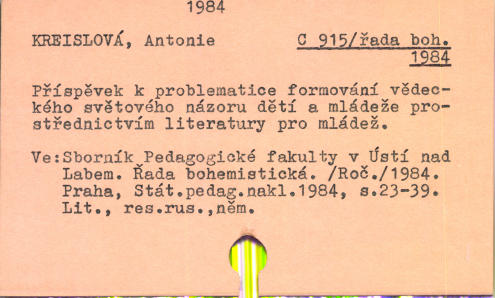 1984
KREISLOVÁ, Antonie C 915/řada boh.
1984
Příspěvek k problematice formování vědec-
kého světového názoru dětí a mládeže pro-
střednictvím literatury pro mládež.
Ve:Sborník Pedagogické fakulty v Ústí nad
Labem. Řada bohemistická. /Roč./1984.
Praha, Stát.pedag.nakl.1984, s.23-39.
Lit., res.rus.,něm.